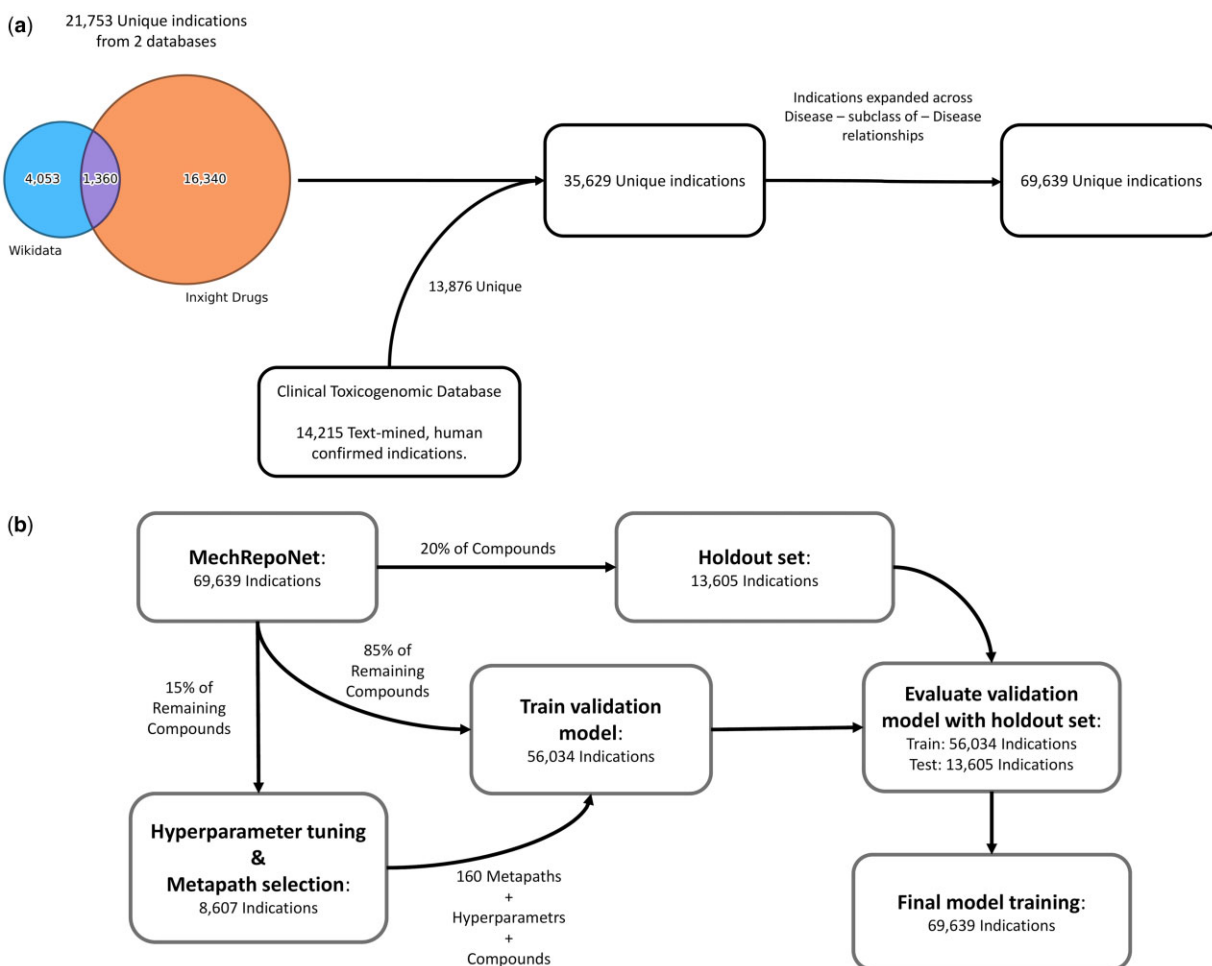 (a)
21,753 Unique indications
from 2 databases
4,053
1,360
16,340
Wikidata
Inxight Drugs
13,876 Unique
Clinical Toxicogenomic Database
14,215 Text-mined, human
confirmed indications.
35,629 Unique indications
Indications expanded across
Disease – subclass of – Disease
relationships
69,639 Unique indications
(b)
MechRepoNet:
69,639 Indications
20% of Compounds
Holdout set:
13,605 Indications
15% of
Remaining
Compounds
85% of
Remaining
Compounds
Train validation
model:
56,034 Indications
Evaluate validation
model with holdout set:
Train: 56,034 Indications
Test: 13,605 Indications
Hyperparameter tuning
&
Metapath selection:
8,607 Indications
160 Metapaths
+
Hyperparametrs
+
Compounds
Final model training:
69,639 Indications